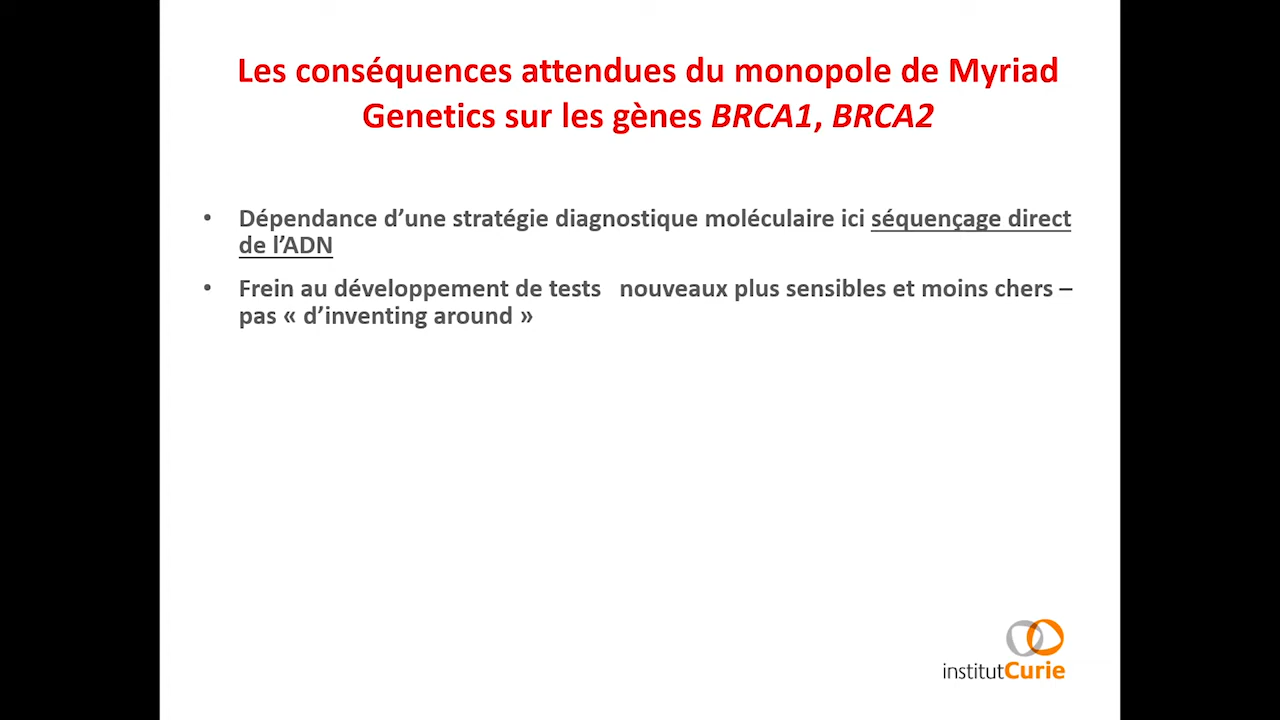 Les conséquences attendues du monopole de Myriad
Genetics sur les gènes BRCA1, BRCA2
• Dépendance d’une stratégie diagnostique moléculaire ici séquençage direct
de l’ADN
• Frein au développement de tests   nouveaux plus sensibles et moins chers –
pas « d’inventing around »
institutCurie